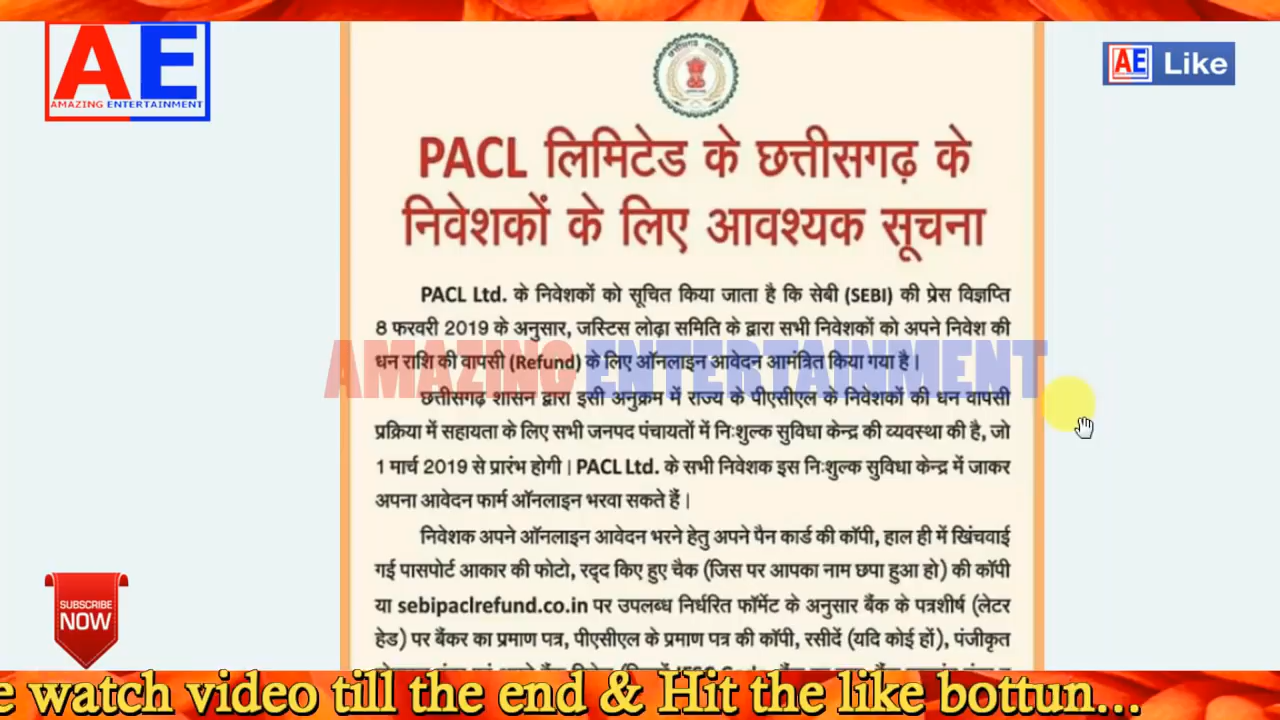 AE
AMAZING ENTERTAINMENT
AE Like
छत्तीसगढ़ शासन
PACL लिमिटेड के छत्तीसगढ़ के
निवेशकों के लिए आवश्यक सूचना
PACL Ltd. के निवेशकों को सूचित किया जाता है कि सेबी (SEBI) की प्रेस विज्ञप्ति
8 फरवरी 2019 के अनुसार, जस्टिस लोढ़ा समिति के द्वारा सभी निवेशकों को अपने निवेश की
धन राशि की वापसी (Refund) के लिए ऑनलाइन आवेदन आमंत्रित किया गया है।
AMAZING ENTERTAINMENT
छत्तीसगढ़ शासन द्वारा इसी अनुक्रम में राज्य के पीएसीएल के निवेशकों की धन वापसी
प्रक्रिया में सहायता के लिए सभी जनपद पंचायतों में निःशुल्क सुविधा केन्द्र की व्यवस्था की है, जो
1 मार्च 2019 से प्रारंभ होगी। PACL Ltd. के सभी निवेशक इस निःशुल्क सुविधा केन्द्र में जाकर
अपना आवेदन फार्म ऑनलाइन भरवा सकते हैं।
निवेशक अपने ऑनलाइन आवेदन भरने हेतु अपने पैन कार्ड की कॉपी, हाल ही में खिंचवाई
गई पासपोर्ट आकार की फोटो, रद्द किए हुए चैक (जिस पर आपका नाम छपा हुआ हो) की कॉपी
या sebipaclrefund.co.in पर उपलब्ध निर्धारित फॉर्मेट के अनुसार बैंक के पत्रशीर्ष (लेटर
हेड) पर बैंकर का प्रमाण पत्र, पीएसीएल के प्रमाण पत्र की कॉपी, रसीदें (यदि कोई हों), पंजीकृत
SUBSCRIBE
NOW
e watch video till the end & Hit the like bottun...